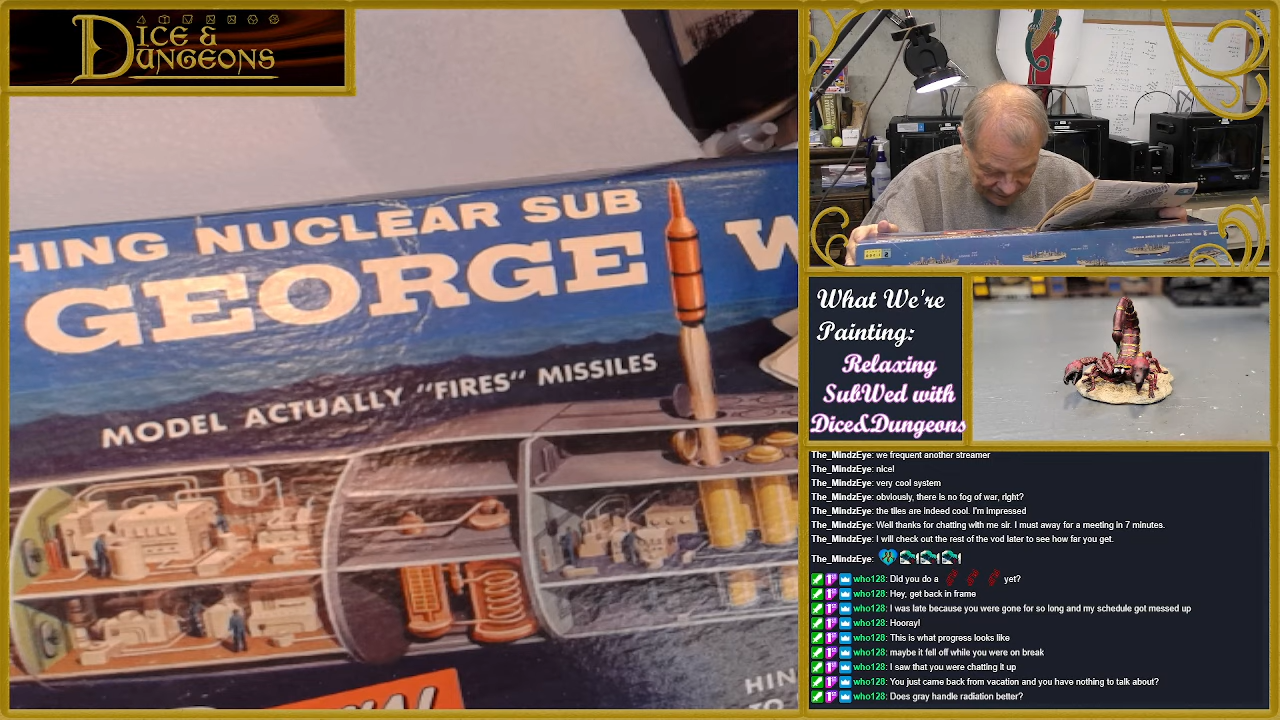 DICE &
DUNGEONS
HING NUCLEAR SUB
GEORGE W
MODEL ACTUALLY "FIRES" MISSILES
HIN
TO
What We're
Painting:
Relaxing
SubWed with
Dice&Dungeons
The_MindzEye: we frequent another streamer
The_MindzEye: nice!
The_MindzEye: very cool system
The_MindzEye: obviously, there is no fog of war, right?
The_MindzEye: the tiles are indeed cool. I'm impressed
The_MindzEye: Well thanks for chatting with me sir. I must away for a meeting in 7 minutes.
The_MindzEye: I will check out the rest of the vod later to see how far you get.
The_MindzEye:
who128: Did you do a yet?
who128: Hey, get back in frame
who128: I was late because you were gone for so long and my schedule got messed up
who128: Hooray!
who128: This is what progress looks like
who128: maybe it fell off while you were on break
who128: I saw that you were chatting it up
who128: You just came back from vacation and you have nothing to talk about?
who128: Does gray handle radiation better?